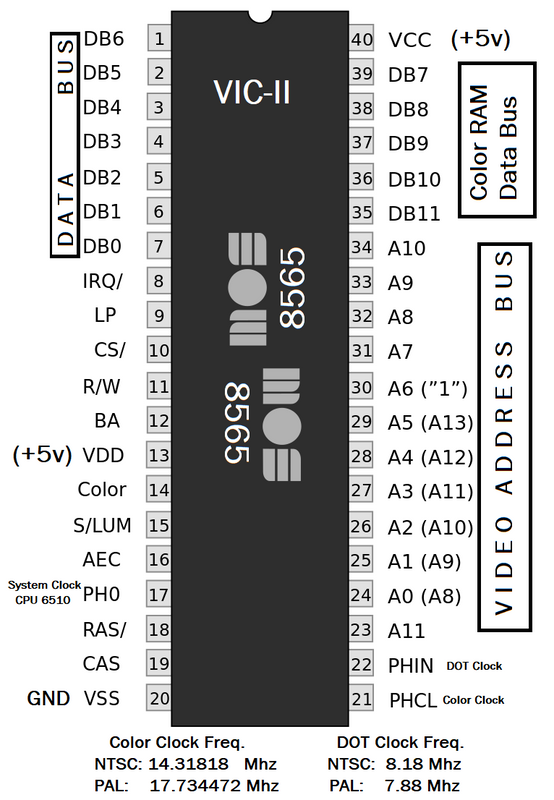 DB6 1
DB5 2
DB4 3
DB3 4
DB2 5
DB1 6
DB0 7
DATA BUS
IRQ/ 8
LP 9
CS/ 10
R/W 11
BA 12
(+5v) VDD 13
Color 14
S/LUM 15
AEC 16
System Clock
CPU 6510
PH0 17
RAS/ 18
CAS 19
GND VSS 20
VIC-II
8565
8565
40 VCC (+5v)
39 DB7
38 DB8
37 DB9
36 DB10
35 DB11
Color RAM
Data Bus
34 A10
33 A9
32 A8
31 A7
30 A6 (”1”)
29 A5 (A13)
28 A4 (A12)
27 A3 (A11)
26 A2 (A10)
25 A1 (A9)
24 A0 (A8)
23 A11
VIDEO ADDRESS BUS
22 PHIN DOT Clock
21 PHCL Color Clock
Color Clock Freq.
NTSC: 14.31818 Mhz
PAL: 17.734472 Mhz
DOT Clock Freq.
NTSC: 8.18 Mhz
PAL: 7.88 Mhz